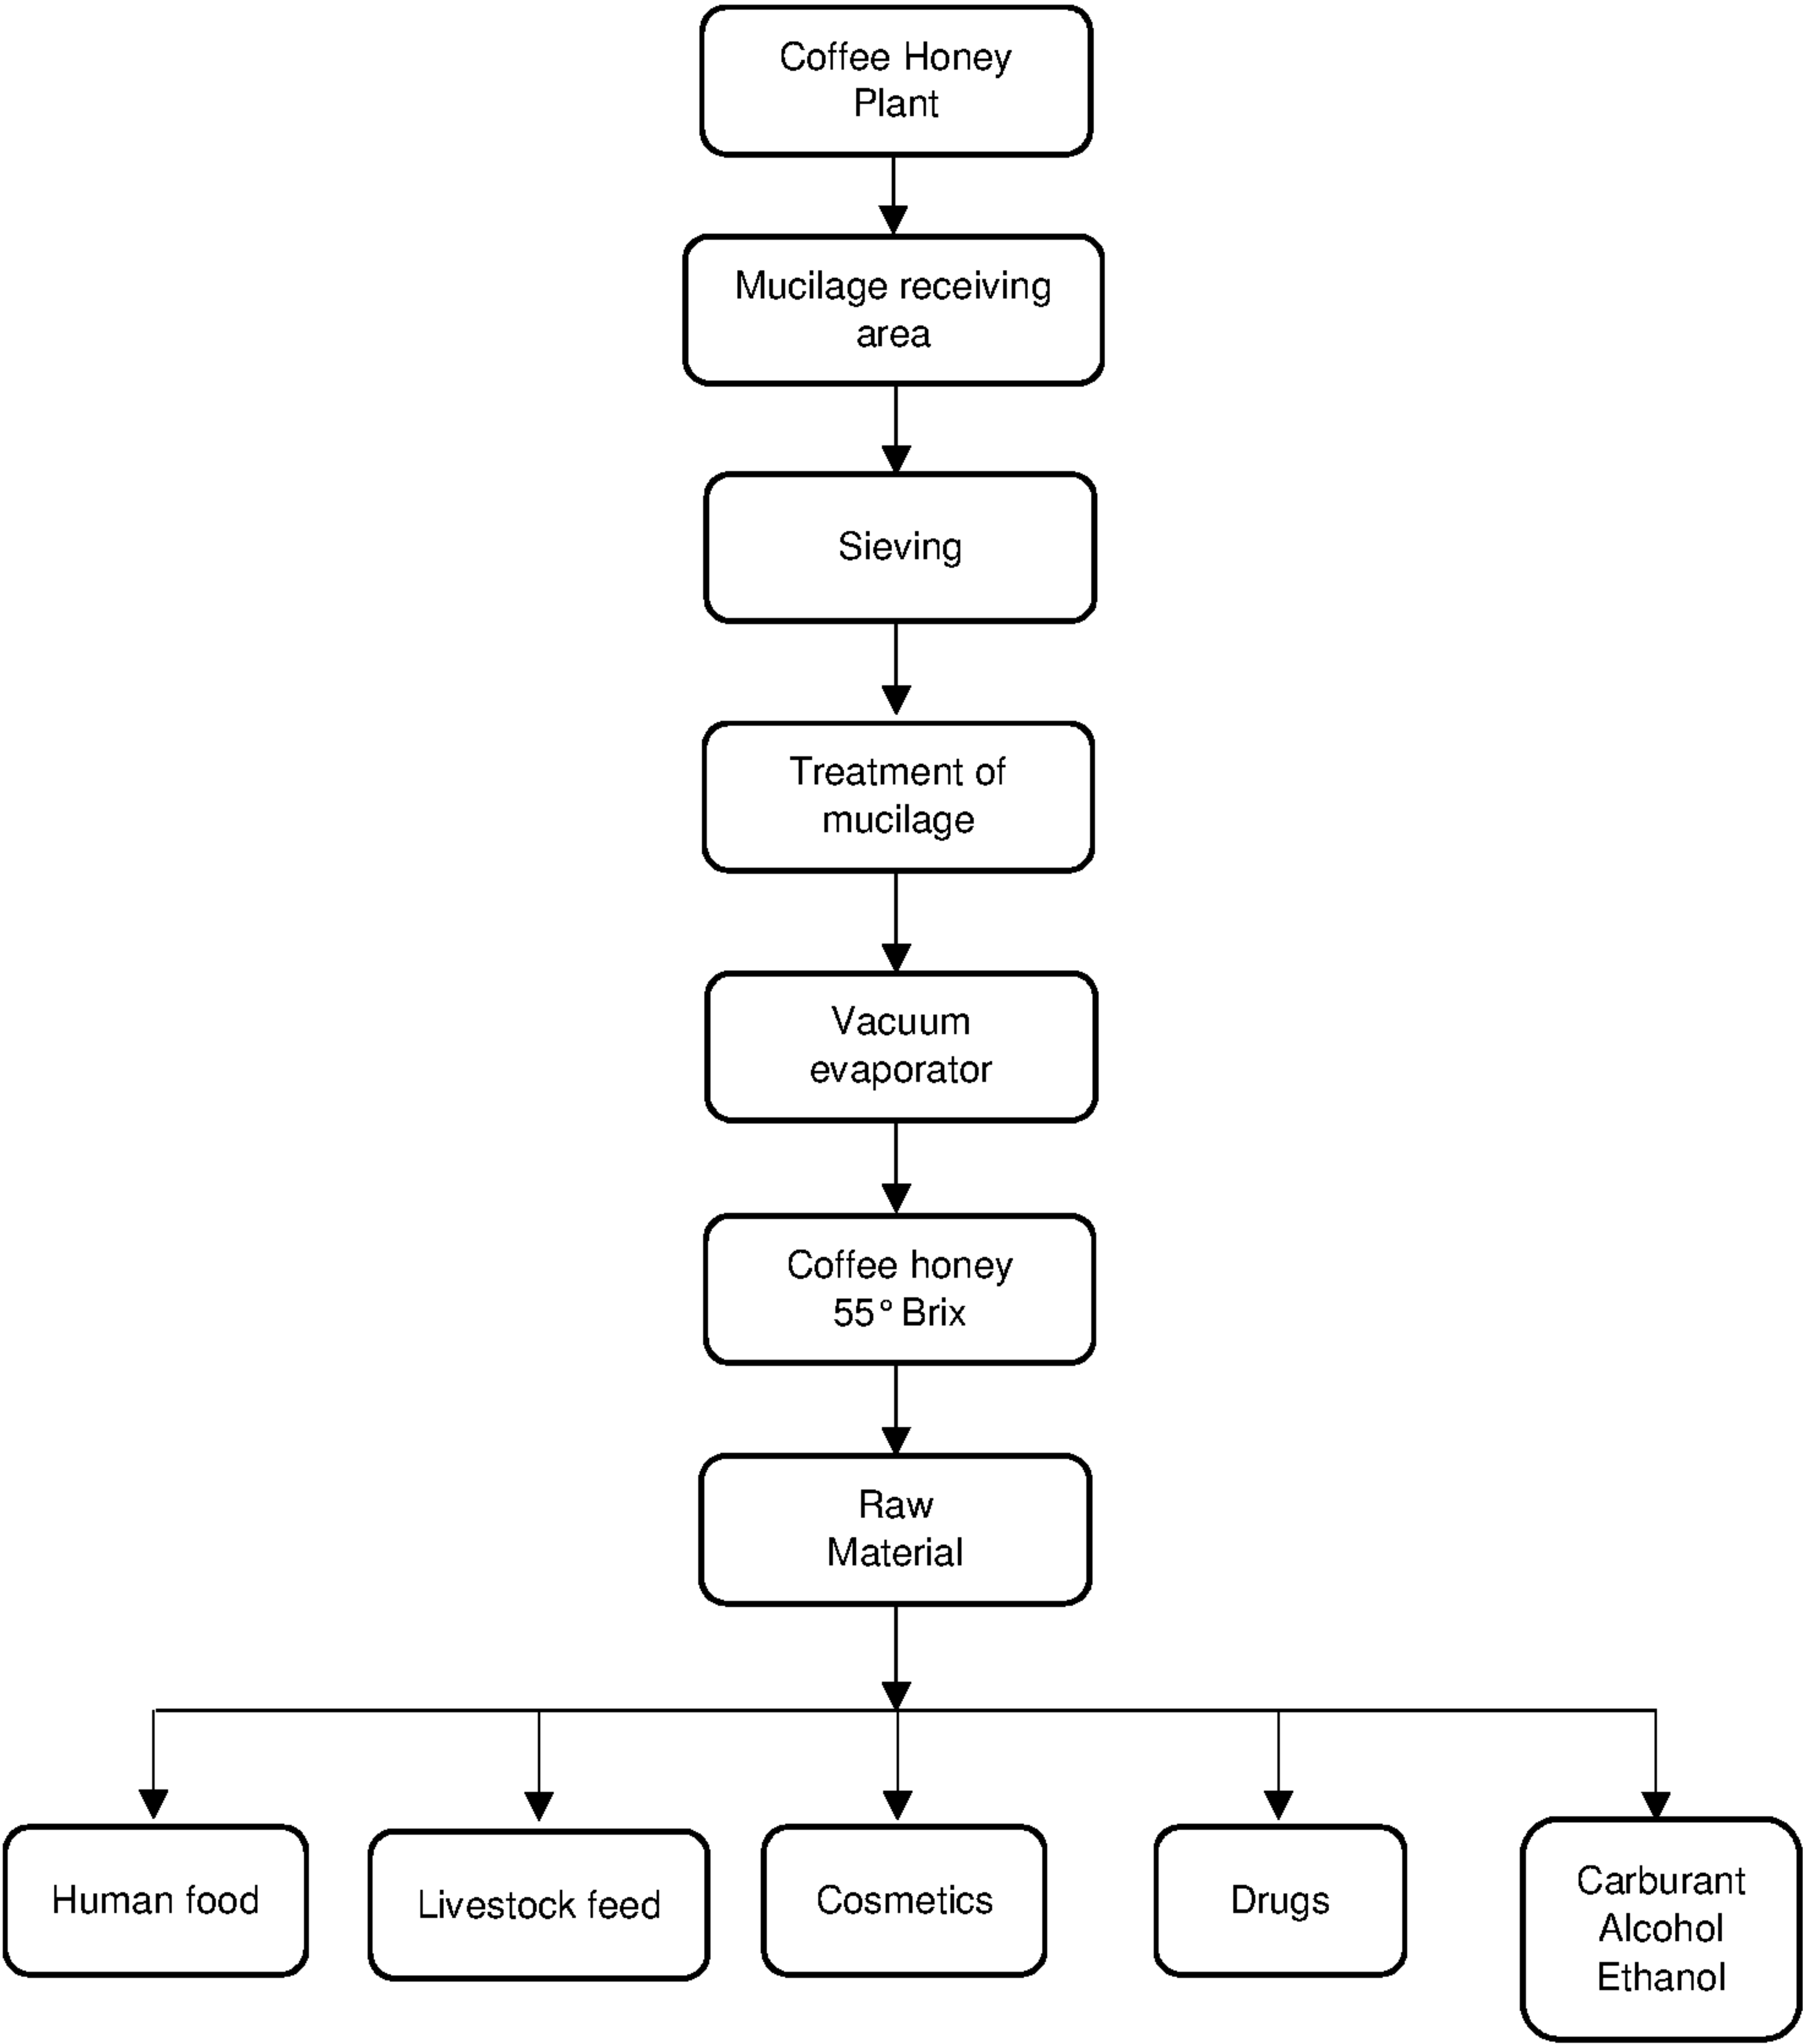 Coffee Honey
Plant
Mucilage receiving
area
Sieving
Treatment of
mucilage
Vacuum
evaporator
Coffee honey
55° Brix
Raw
Material
Human food
Livestock feed
Cosmetics
Drugs
Carburant
Alcohol
Ethanol